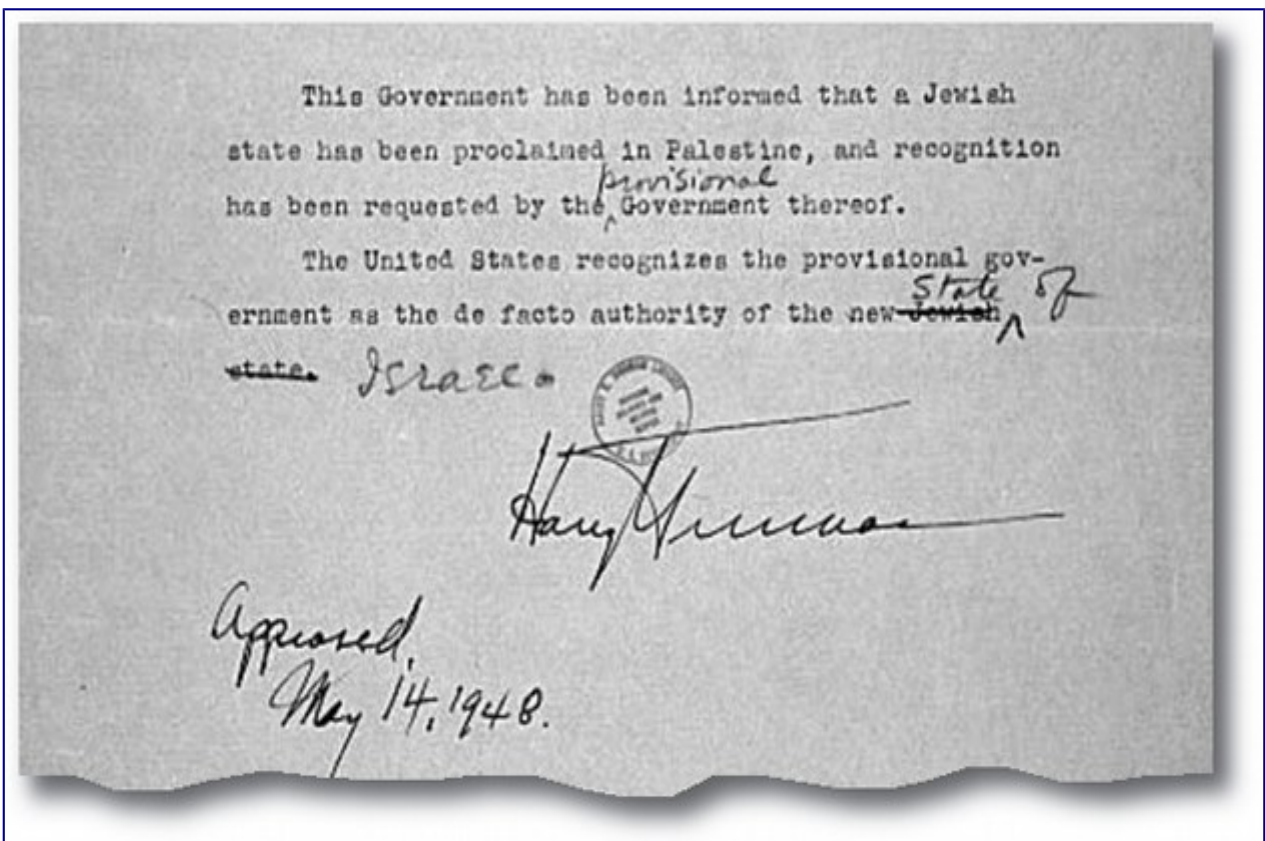 This Government has been informed that a Jewish
state has been proclaimed in Palestine, and recognition
provisional
has been requested by the Government thereof.
The United States recognizes the provisional gov-
State of
ernment as the de facto authority of the new Jewish
state. Israel.
Harry Truman
Approved,
May 14, 1948.